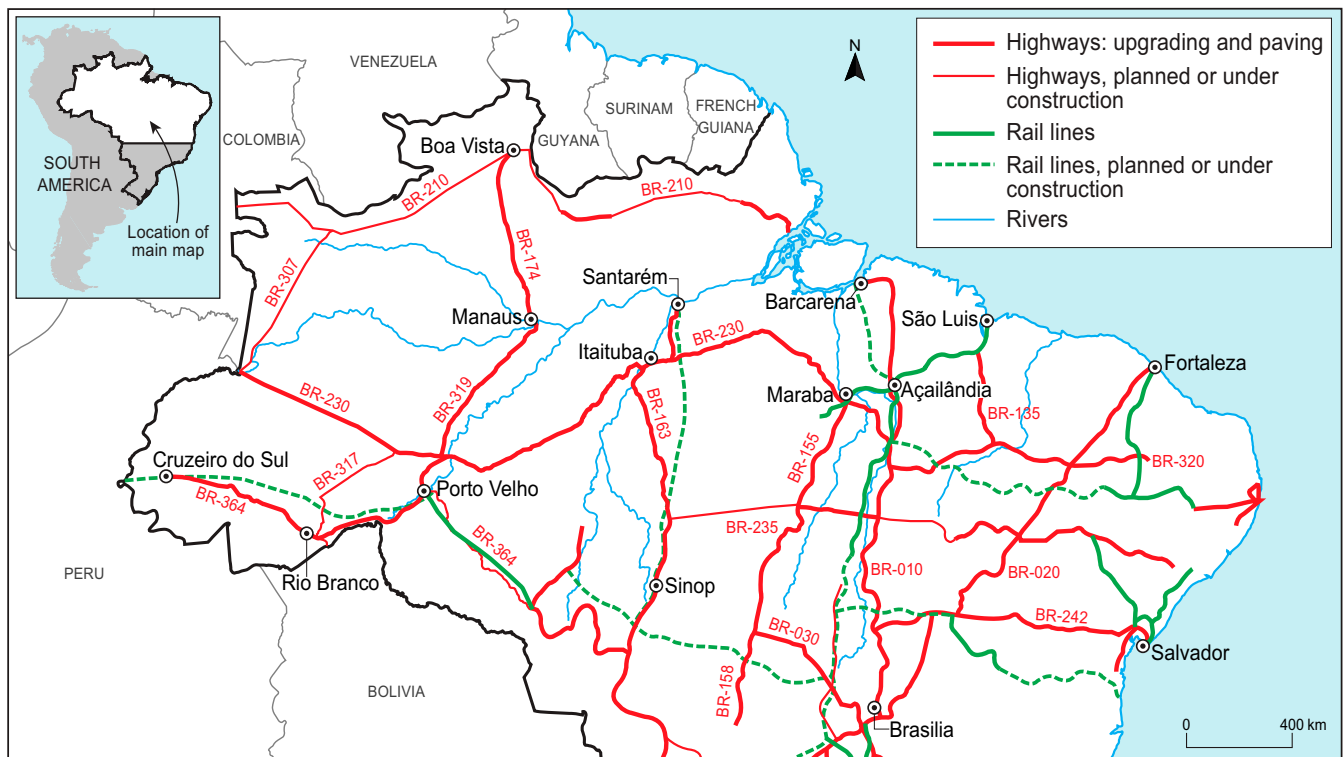 SOUTH
AMERICA
Location of
main map
N
Highways: upgrading and paving
Highways, planned or under
construction
Rail lines
Rail lines, planned or under
construction
Rivers
VENEZUELA
COLOMBIA
GUYANA
SURINAM
FRENCH
GUIANA
Boa Vista
BR-210
BR-210
BR-174
BR-307
Santarém
Barcarena
São Luis
Manaus
Itaituba
BR-230
Fortaleza
Maraba
Açailândia
BR-230
BR-319
BR-163
BR-135
BR-155
Cruzeiro do Sul
BR-317
BR-320
Porto Velho
BR-364
BR-364
BR-235
Rio Branco
PERU
Sinop
BR-010
BR-020
BR-030
BR-242
Salvador
BR-158
BOLIVIA
Brasilia
0 400 km